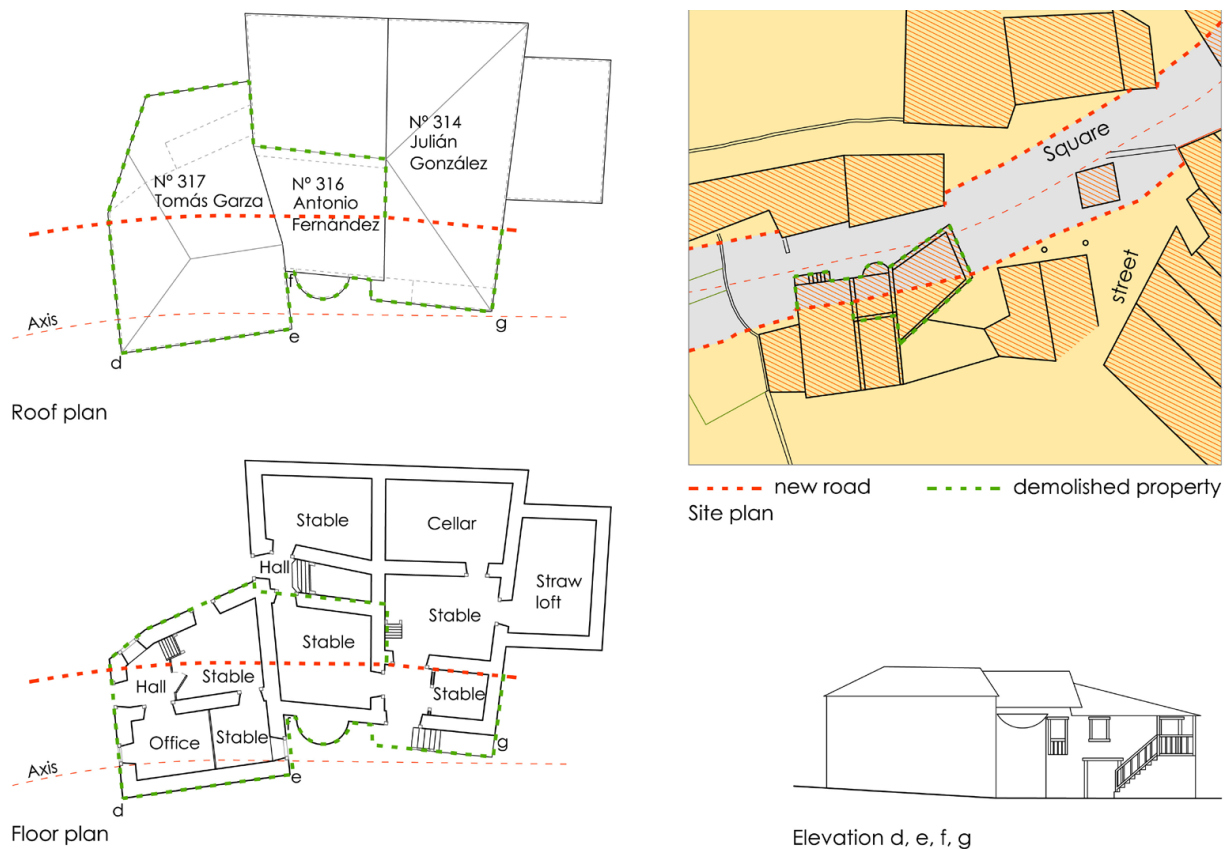 Nº 314
Julián
González
Nº 317
Tomás Garza
Nº 316
Antonio
Fernández
f
Axis
d
e
g
Roof plan
Square
street
new road
demolished property
Site plan
Stable
Cellar
Hall
Straw
loft
Stable
Stable
Hall
Stable
Stable
Office
Stable
f
g
Axis
d
e
Floor plan
Elevation d, e, f, g